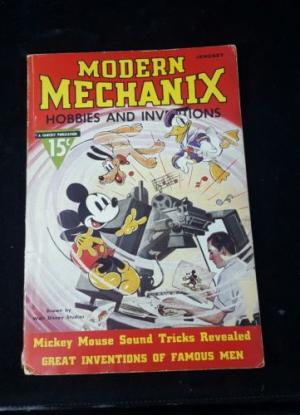 JANUARY
MODERN
MECHANIX
HOBBIES AND INVENTIONS
A FAWCETT PUBLICATION
15¢
Drawn by
Walt Disney Studios
Mickey Mouse Sound Tricks Revealed
GREAT INVENTIONS OF FAMOUS MEN